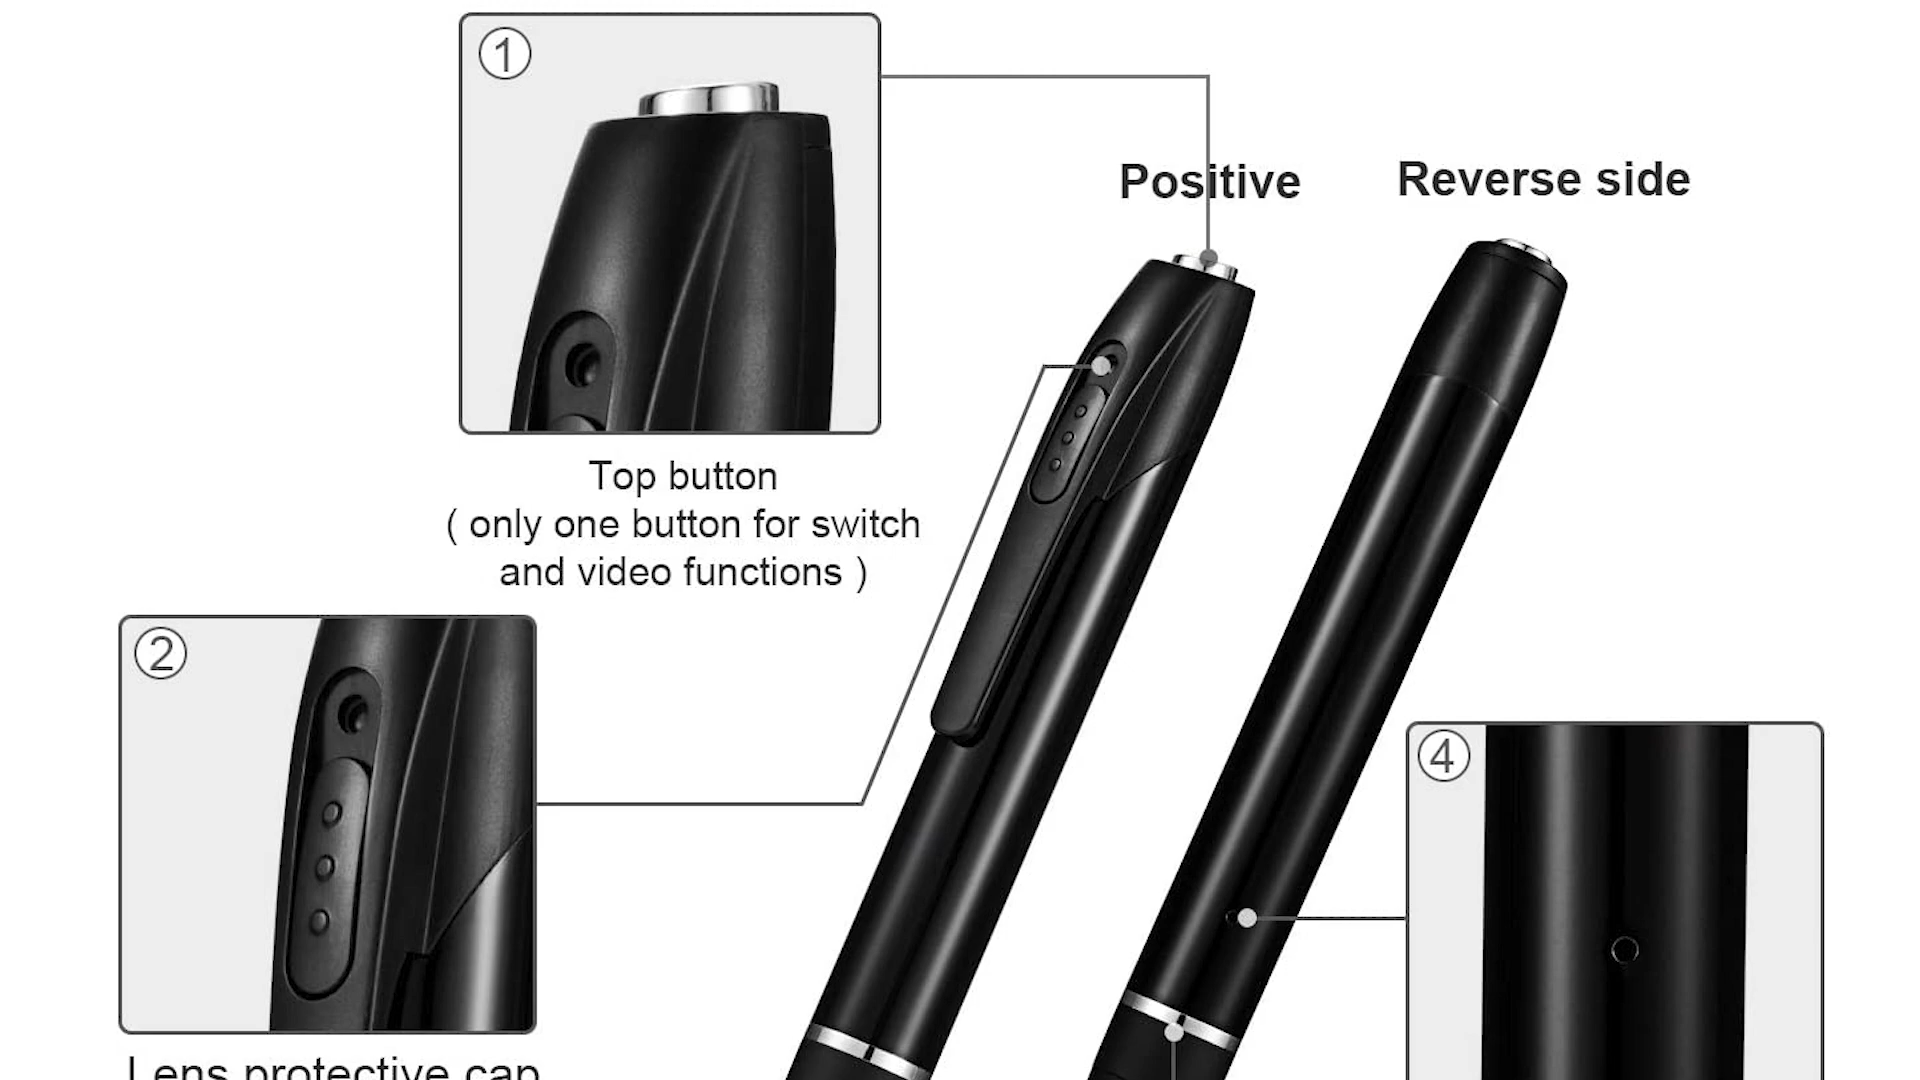 1
Positive
Reverse side
Top button
( only one button for switch
and video functions )
2
4
Lens protective cap